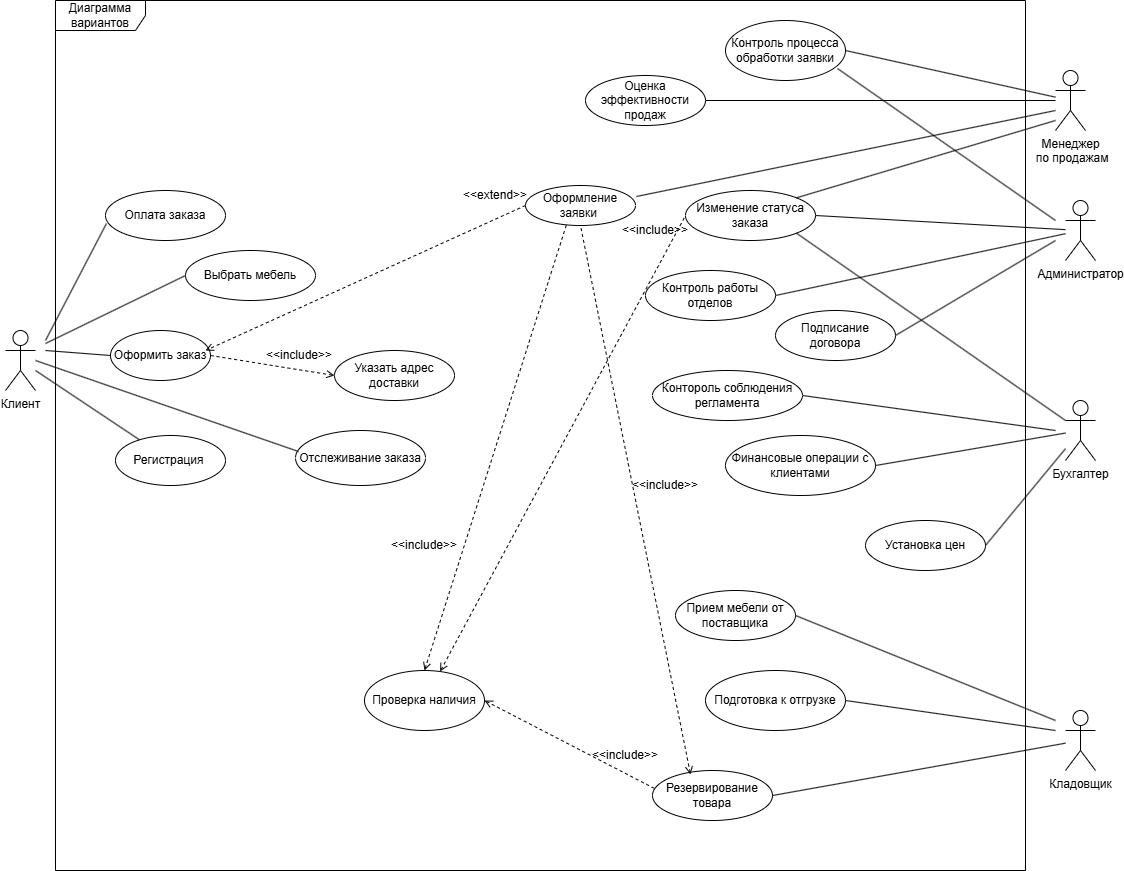 Диаграмма
вариантов
Контроль процесса
обработки заявки
Оценка
эффективности
продаж
Менеджер
по продажам
<<extend>>
Оформление
заявки
Изменение статуса
заказа
<<include>>
Оплата заказа
Администратор
Выбрать мебель
Контроль работы
отделов
Подписание
договора
Оформить заказ
<<include>>
Указать адрес
доставки
Клиент
Контороль соблюдения
регламента
Регистрация
Отслеживание заказа
Финансовые операции с
клиентами
Бухгалтер
<<include>>
<<include>>
Установка цен
Прием мебели от
поставщика
Проверка наличия
Подготовка к отгрузке
<<include>>
Резервирование
товара
Кладовщик